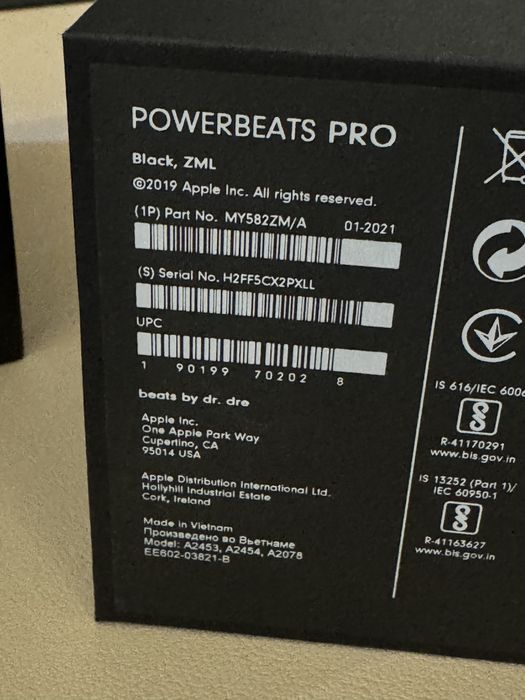 POWERBEATS PRO
Black, ZML
©2019 Apple Inc. All rights reserved.
(1P) Part No. MY582ZM/A 01-2021
(S) Serial No. H2FF5CX2PXLL
UPC
1 90199 70202 8
beats by dr. dre
Apple Inc.
One Apple Park Way
Cupertino, CA
95014 USA
Apple Distribution International Ltd.
Hollyhill Industrial Estate
Cork, Ireland
Made in Vietnam
Произведено во Вьетнаме
Model: A2453, A2454, A2078
EE602-03821-B
IS 616/IEC 6006
R-41170291
www.bis.gov.in
IS 13252 (Part 1)/
IEC 60950-1
R-41163627
www.bis.gov.in